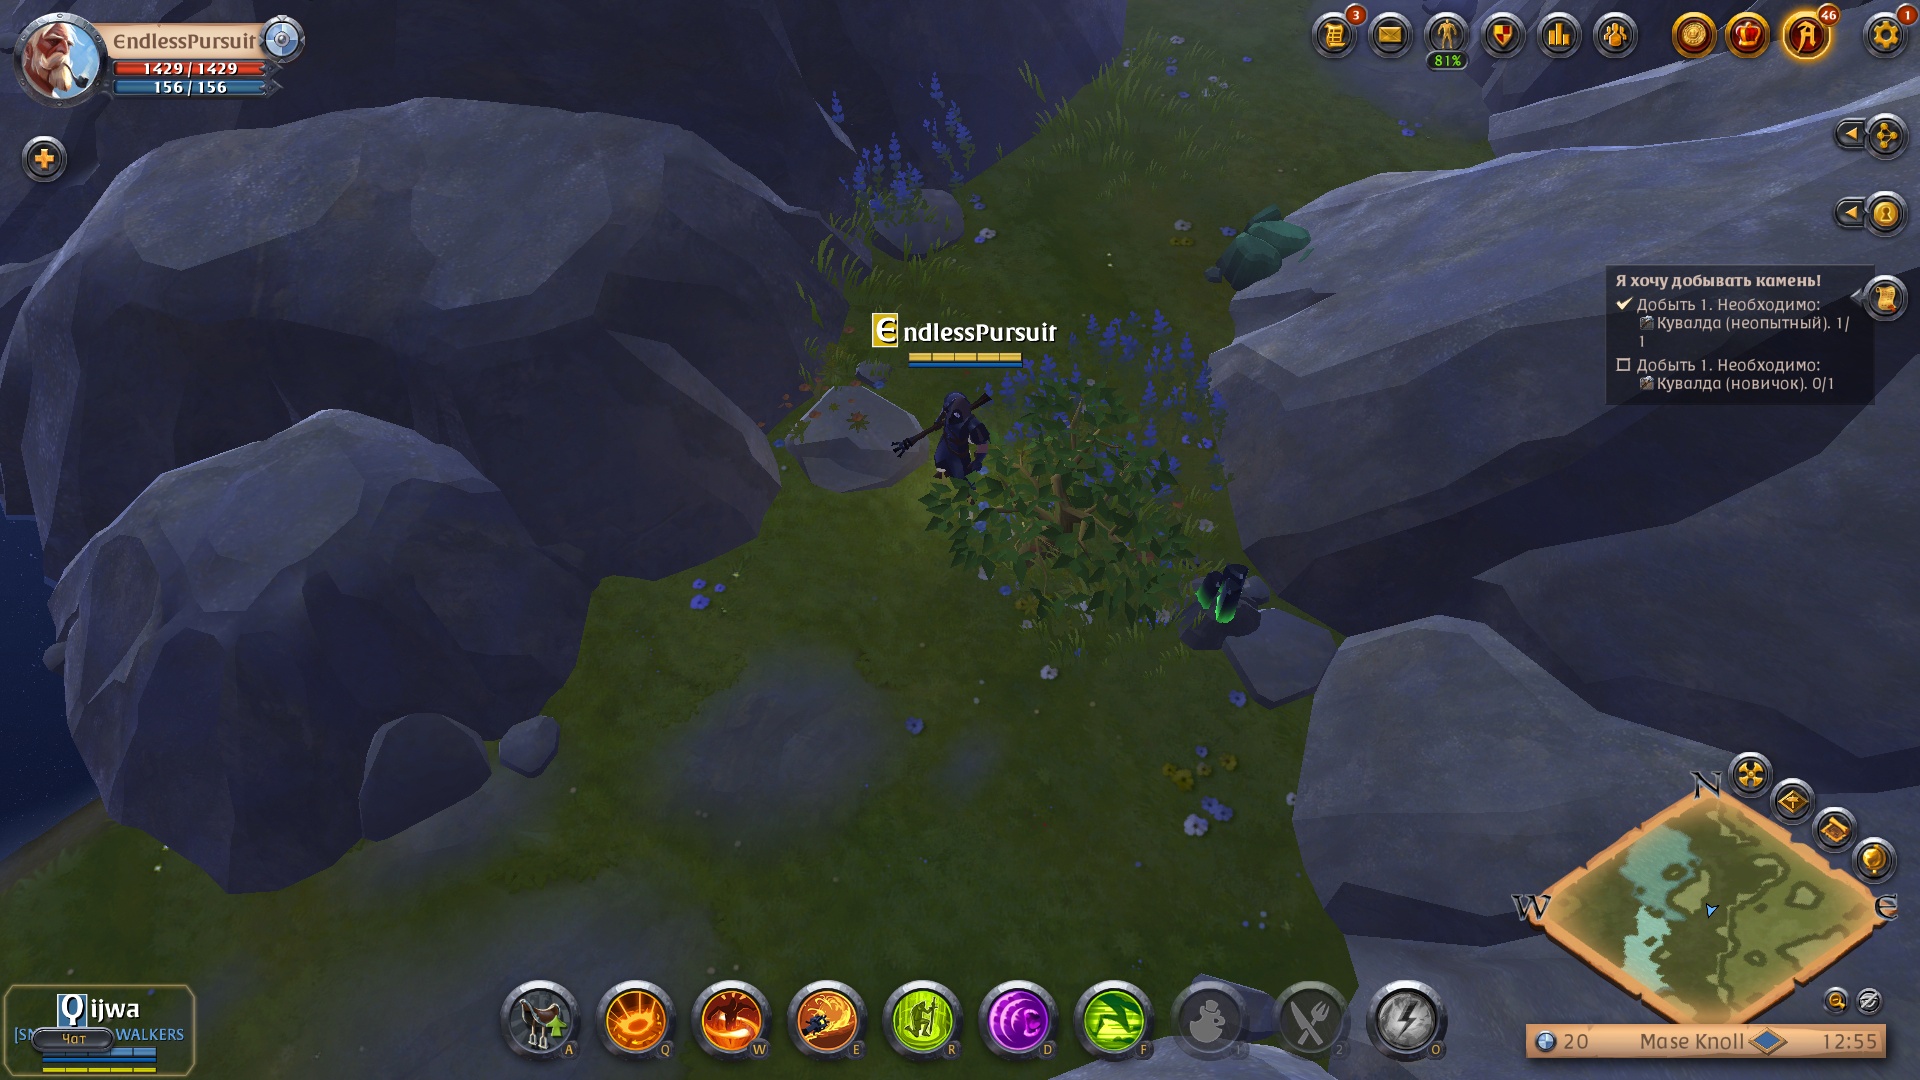 EndlessPursuit
1429 / 1429
156 / 156
3
81%
46
1
Я хочу добывать камень!
Добыть 1. Необходимо:
Кувалда (неопытный). 1/
1
Добыть 1. Необходимо:
Кувалда (новичок). 0/1
EndlessPursuit
N
W
E
Qijwa
WALKERS
Чат
A
Q
W
E
R
D
F
1
2
O
20
Mase Knoll
12:55